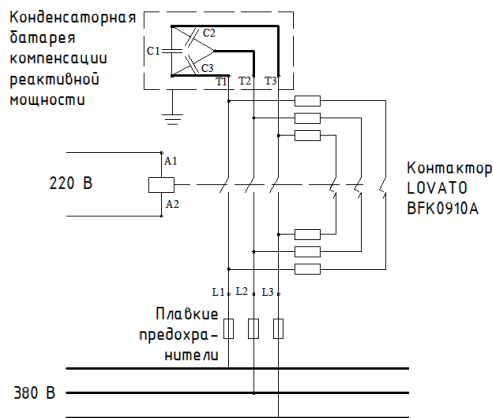 Конденсаторная
батарея
компенсации
реактивной
мощности
C1
C2
C3
T1
T2
T3
A1
220 В
A2
Контактор
LOVATO
BFK0910A
L1
L2
L3
Плавкие
предохра-
нители
380 В